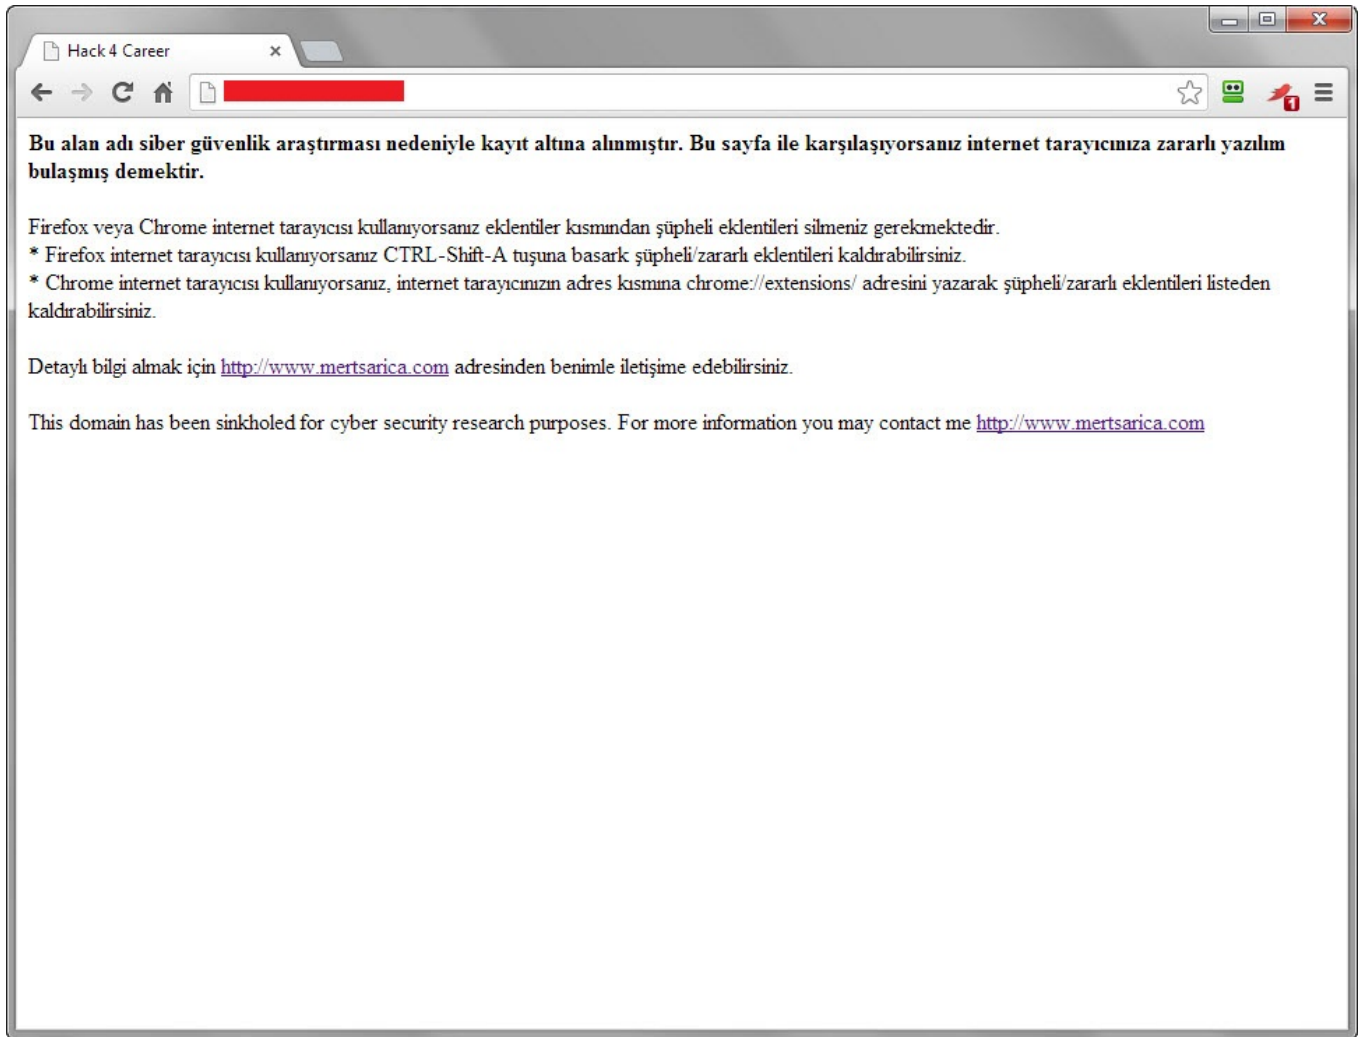 Hack 4 Career
Bu alan adı siber güvenlik araştırması nedeniyle kayıt altına alınmıştır. Bu sayfa ile karşılaşıyorsanız internet tarayıcınıza zararlı yazılım
bulaşmış demektir.
Firefox veya Chrome internet tarayıcısı kullanıyorsanız eklentiler kısmından şüpheli eklentileri silmeniz gerekmektedir.
* Firefox internet tarayıcısı kullanıyorsanız CTRL-Shift-A tuşuna basark şüpheli/zararlı eklentileri kaldırabilirsiniz.
* Chrome internet tarayıcısı kullanıyorsanız, internet tarayıcınızın adres kısmına chrome://extensions/ adresini yazarak şüpheli/zararlı eklentileri listeden
kaldırabilirsiniz.
Detaylı bilgi almak için http://www.mertsarica.com adresinden benimle iletişime edebilirsiniz.
This domain has been sinkholed for cyber security research purposes. For more information you may contact me http://www.mertsarica.com
1